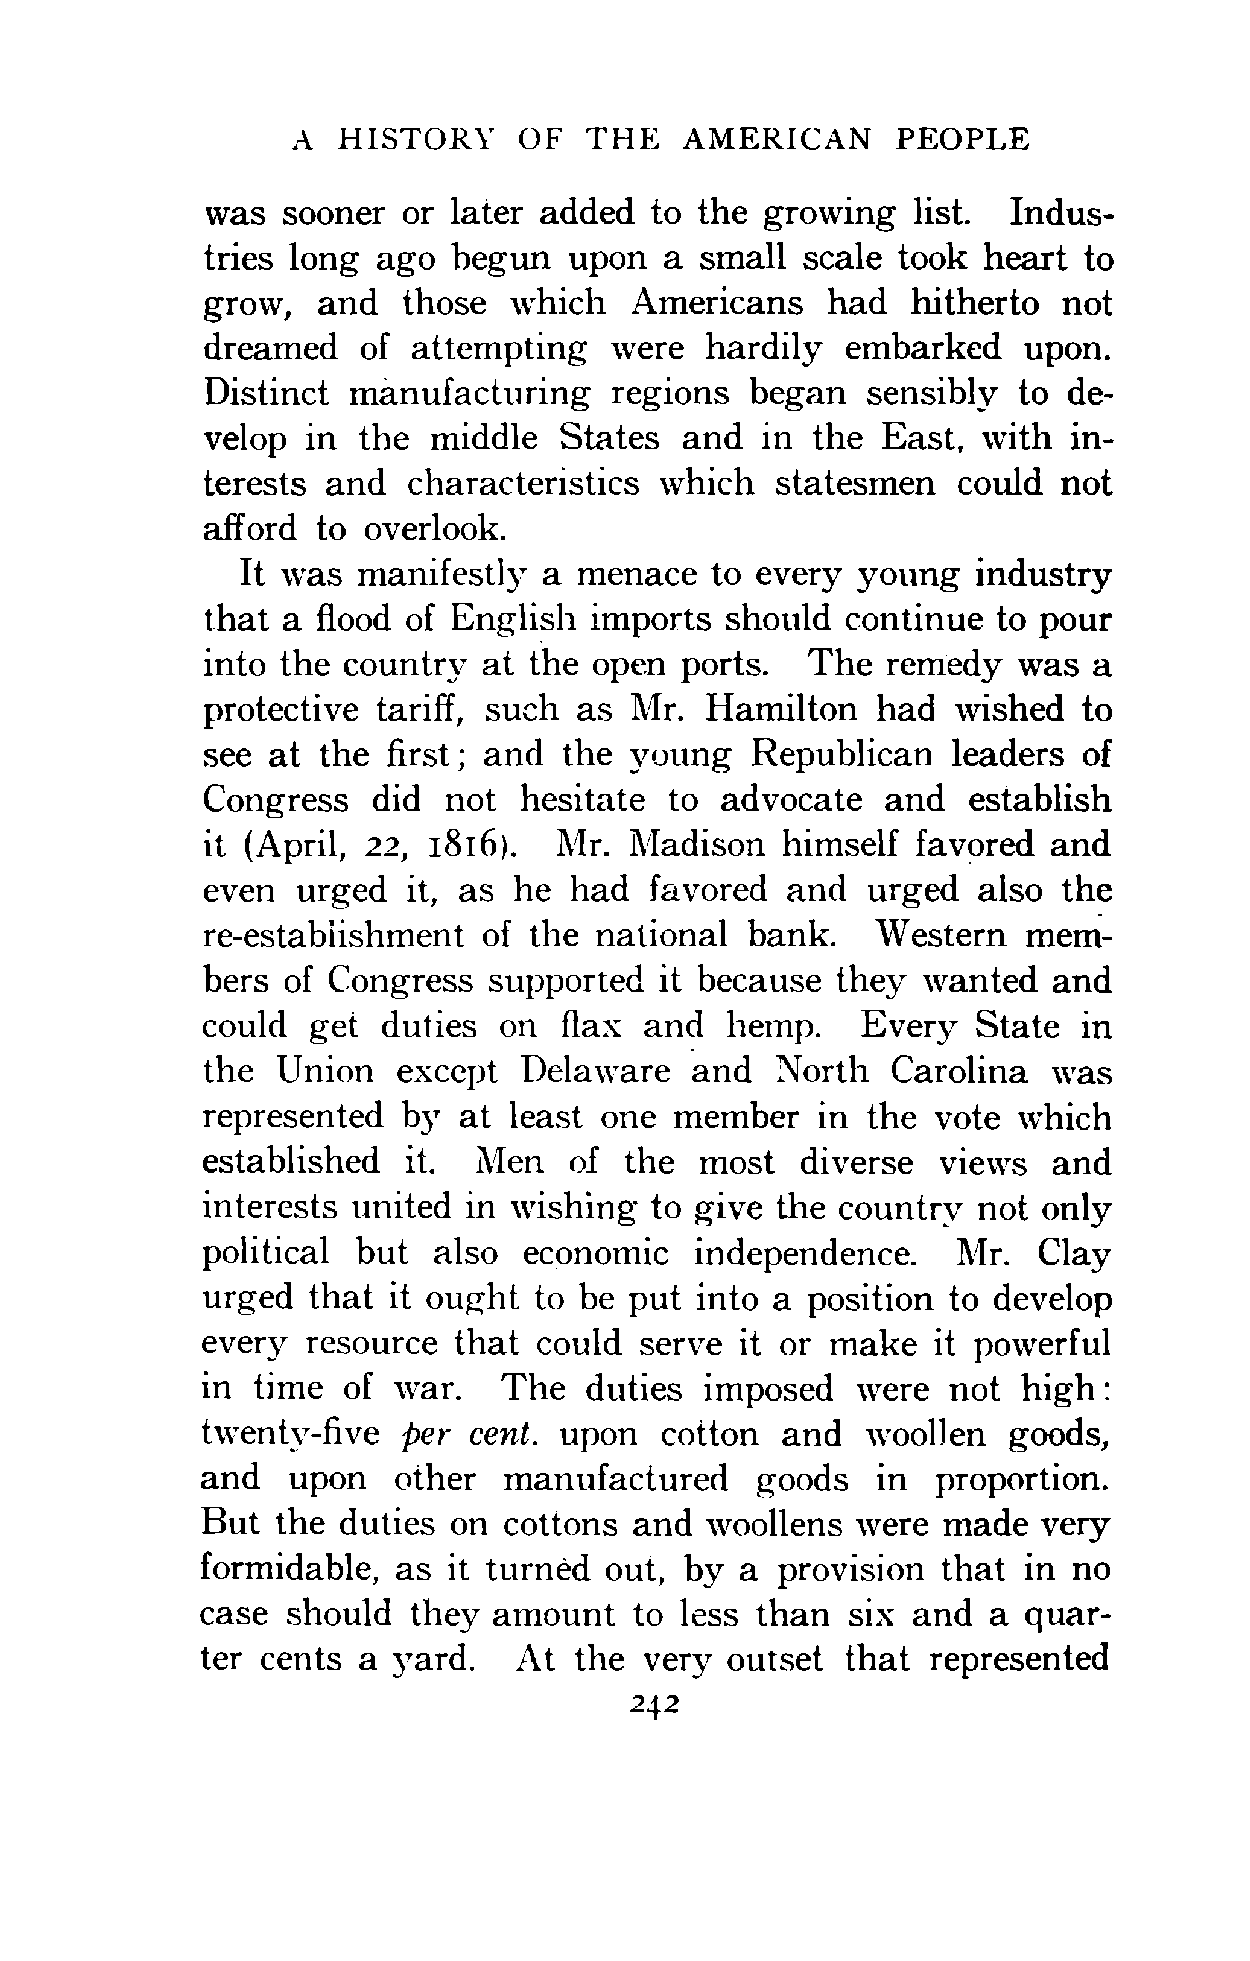 A HISTORY OF THE AMERICAN PEOPLE
was sooner or later added to the growing list. Indus-
tries long ago begun upon a small scale took heart to
grow, and those which Americans had hitherto not
dreamed of attempting were hardily embarked upon.
Distinct manufacturing regions began sensibly to de-
velop in the middle States and in the East, with in-
terests and characteristics which statesmen could not
afford to overlook.
It was manifestly a menace to every young industry
that a flood of English imports should continue to pour
into the country at the open ports. The remedy was a
protective tariff, such as Mr. Hamilton had wished to
see at the first; and the young Republican leaders of
Congress did not hesitate to advocate and establish
it (April, 22, 1816). Mr. Madison himself favored and
even urged it, as he had favored and urged also the
re-establishment of the national bank. Western mem-
bers of Congress supported it because they wanted and
could get duties on flax and hemp. Every State in
the Union except Delaware and North Carolina was
represented by at least one member in the vote which
established it. Men of the most diverse views and
interests united in wishing to give the country not only
political but also economic independence. Mr. Clay
urged that it ought to be put into a position to develop
every resource that could serve it or make it powerful
in time of war. The duties imposed were not high:
twenty-five per cent. upon cotton and woollen goods,
and upon other manufactured goods in proportion.
But the duties on cottons and woollens were made very
formidable, as it turned out, by a provision that in no
case should they amount to less than six and a quar-
ter cents a yard. At the very outset that represented
242